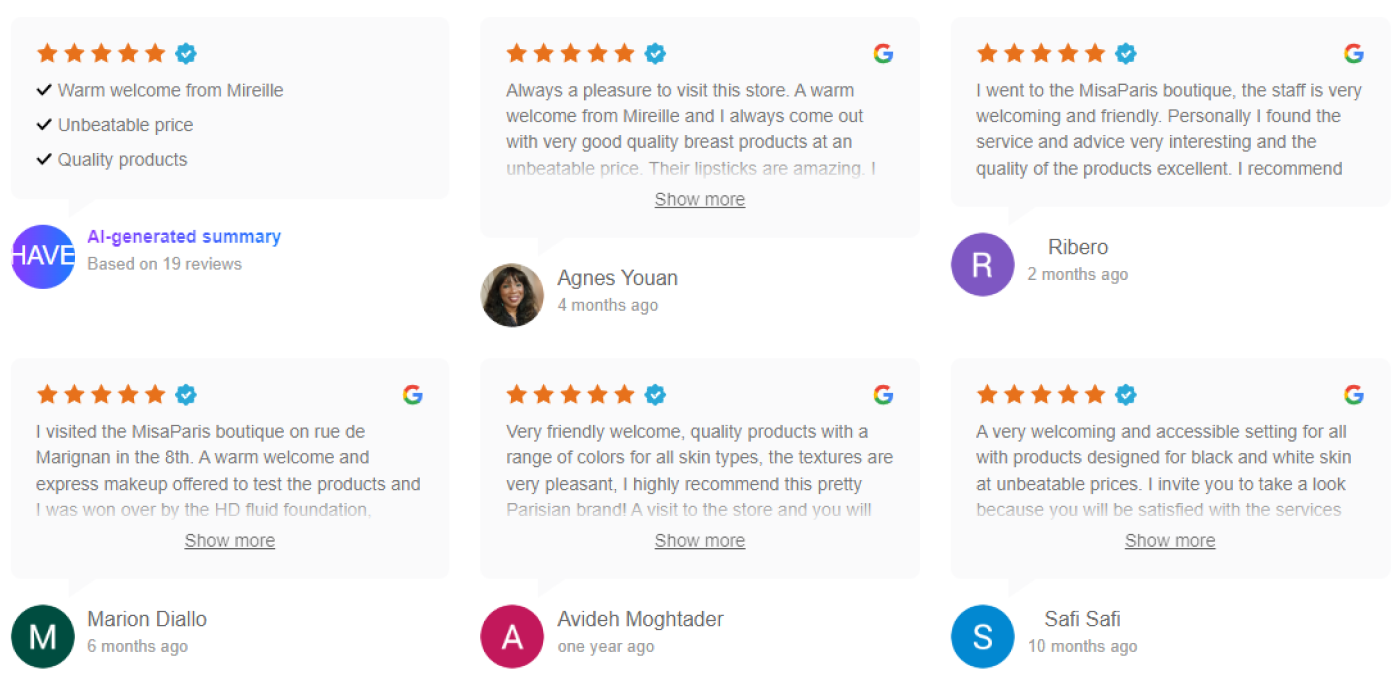 Warm welcome from Mireille
Unbeatable price
Quality products
HAVE
AI-generated summary
Based on 19 reviews
Always a pleasure to visit this store. A warm
welcome from Mireille and I always come out
with very good quality breast products at an
unbeatable price. Their lipsticks are amazing. I
Show more
Agnes Youan
4 months ago
I went to the MisaParis boutique, the staff is very
welcoming and friendly. Personally I found the
service and advice very interesting and the
quality of the products excellent. I recommend
R
Ribero
2 months ago
I visited the MisaParis boutique on rue de
Marignan in the 8th. A warm welcome and
express makeup offered to test the products and
I was won over by the HD fluid foundation,
Show more
M
Marion Diallo
6 months ago
Very friendly welcome, quality products with a
range of colors for all skin types, the textures are
very pleasant, I highly recommend this pretty
Parisian brand! A visit to the store and you will
Show more
A
Avideh Moghtader
one year ago
A very welcoming and accessible setting for all
with products designed for black and white skin
at unbeatable prices. I invite you to take a look
because you will be satisfied with the services
Show more
S
Safi Safi
10 months ago